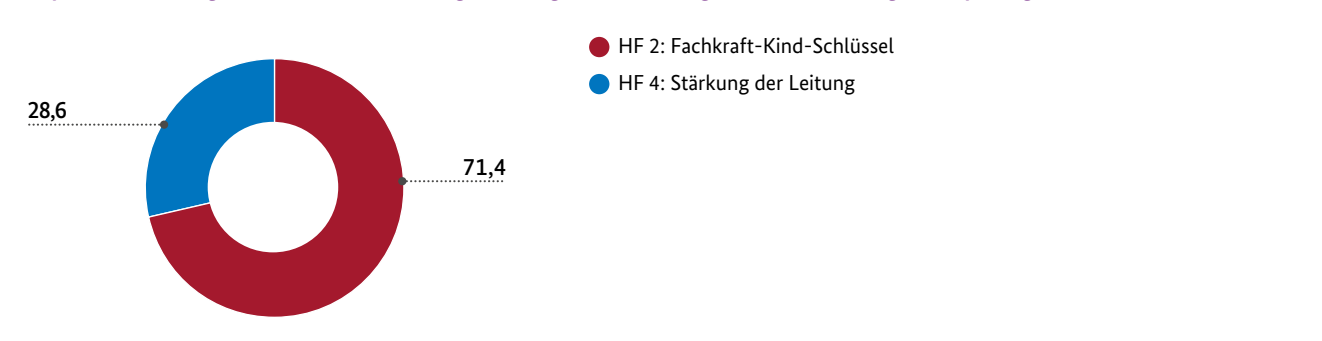 HF 2: Fachkraft-Kind-Schlüssel
HF 4: Stärkung der Leitung
28,6
71,4